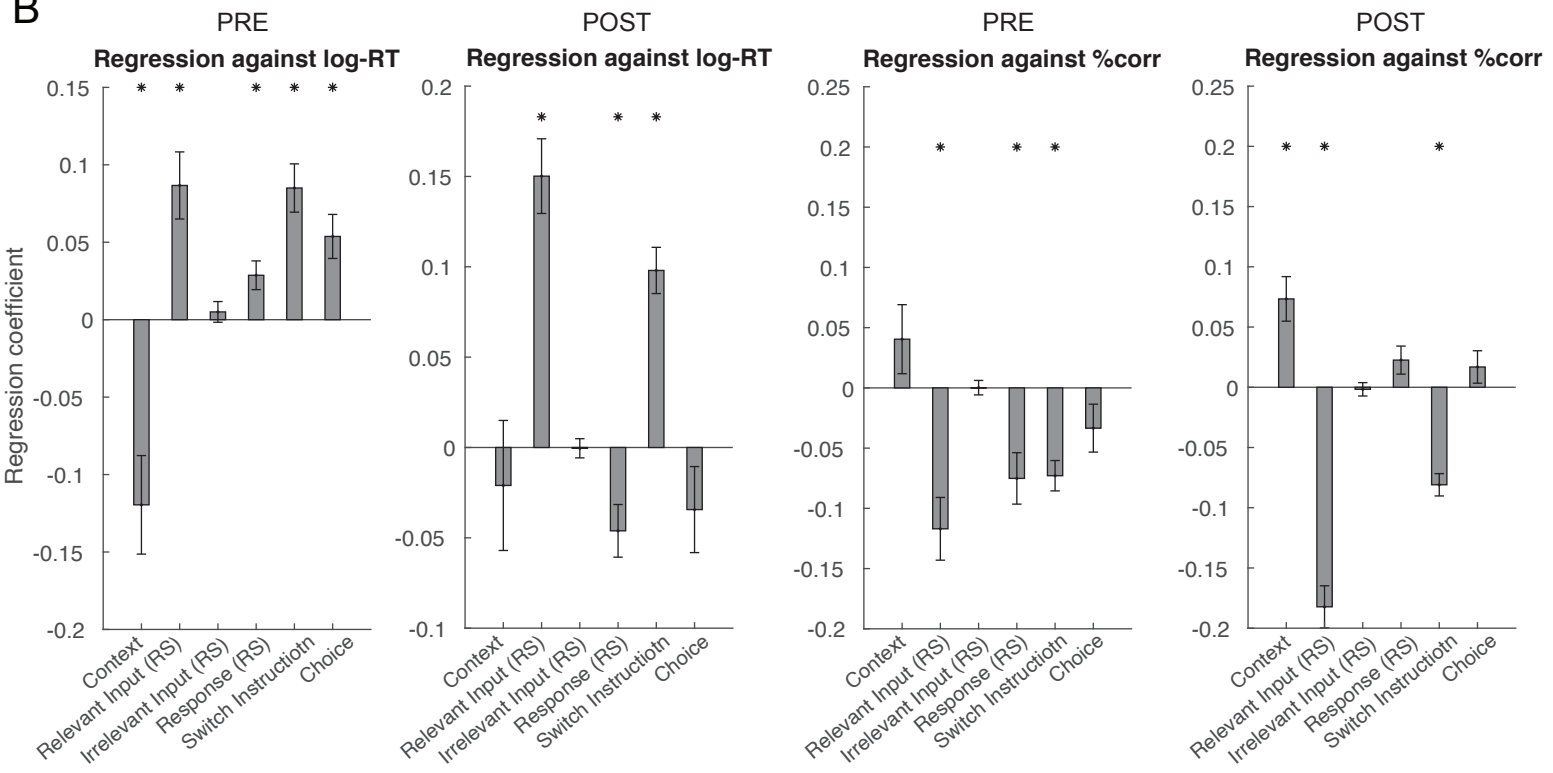 B
PRE
Regression against log-RT
POST
Regression against log-RT
PRE
Regression against %corr
POST
Regression against %corr
Regression coefficient
0.15
0.1
0.05
0
-0.05
-0.1
-0.15
-0.2
* * * * *
Context
Relevant Input (RS)
Irrelevant Input (RS)
Response (RS)
Switch Instructiotn
Choice
0.2
0.15
0.1
0.05
0
-0.05
-0.1
* * *
Context
Relevant Input (RS)
Irrelevant Input (RS)
Response (RS)
Switch Instructiotn
Choice
0.25
0.2
0.15
0.1
0.05
0
-0.05
-0.1
-0.15
-0.2
* * *
Context
Relevant Input (RS)
Irrelevant Input (RS)
Response (RS)
Switch Instructiotn
Choice
0.25
0.2
0.15
0.1
0.05
0
-0.05
-0.1
-0.15
-0.2
* * *
Context
Relevant Input (RS)
Irrelevant Input (RS)
Response (RS)
Switch Instructiotn
Choice